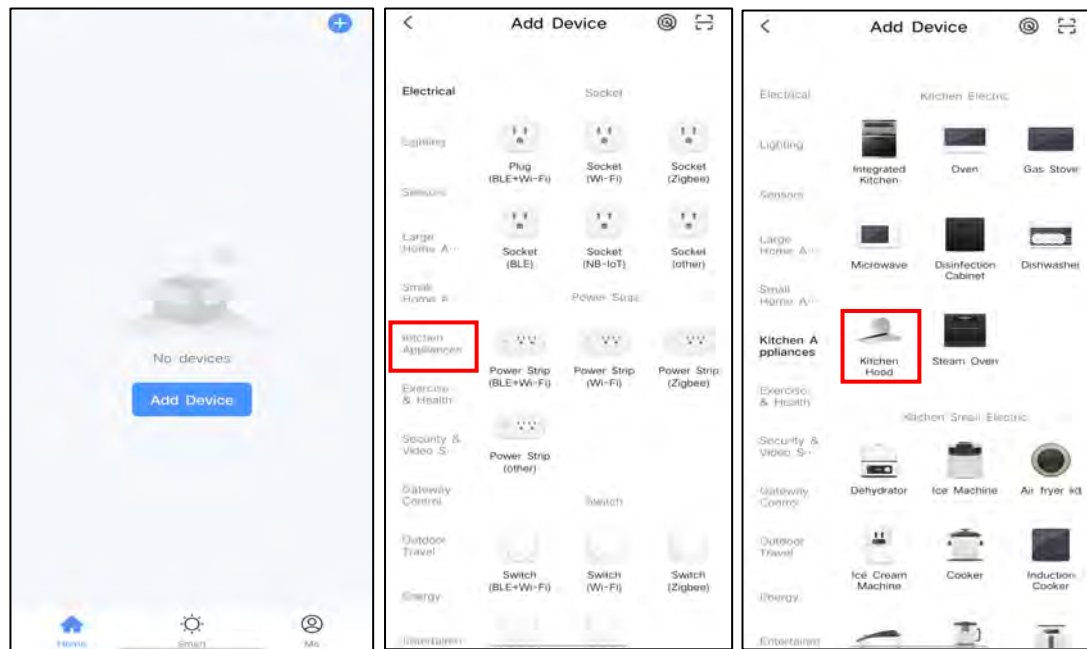 No devices
Add Device
Home
Smart
Me
Add Device
Electrical
Lighting
Sensors
Large
Home A...
Small
Home A...
Kitchen
Appliances
Exercise
& Health
Security &
Video S...
Gateway
Control
Outdoor
Travel
Energy
Entertainm
Socket
Plug
(BLE+Wi-Fi)
Socket
(Wi-Fi)
Socket
(Zigbee)
Socket
(BLE)
Socket
(NB-IoT)
Socket
(other)
Power Strip
Power Strip
(BLE+Wi-Fi)
Power Strip
(Wi-Fi)
Power Strip
(Zigbee)
Power Strip
(other)
Switch
Switch
(BLE+Wi-Fi)
Switch
(Wi-Fi)
Switch
(Zigbee)
Add Device
Electrical
Lighting
Sensors
Large
Home A...
Small
Home A...
Kitchen A
ppliances
Exercise
& Health
Security &
Video S...
Gateway
Control
Outdoor
Travel
Energy
Entertainm
Kitchen Electric
Integrated
Kitchen
Oven
Gas Stove
Microwave
Disinfection
Cabinet
Dishwasher
Kitchen
Hood
Steam Oven
Kitchen Small Electric
Dehydrator
Ice Machine
Air fryer kit
Ice Cream
Machine
Cooker
Induction
Cooker